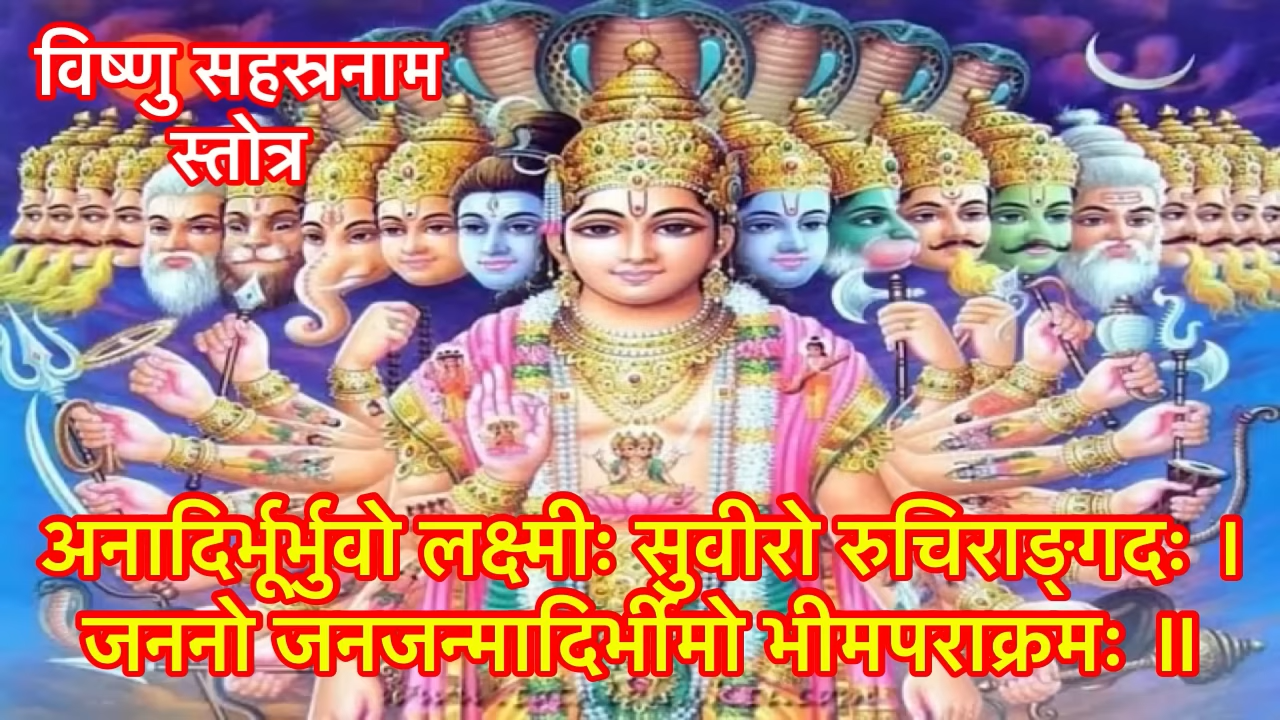 विष्णु सहस्रनाम
स्तोत्र
अनादिर्भूर्भुवो लक्ष्मीः सुवीरो रुचिराङ्गदः ।
जननो जनजन्मादिर्भीमो भीमपराक्रमः ॥